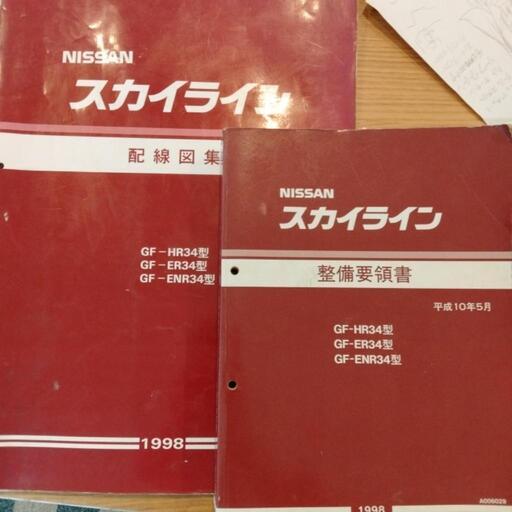 NISSAN
スカイライン
配線図集
GF-HR34型
GF-ER34型
GF-ENR34型
1998
NISSAN
スカイライン
整備要領書
平成10年5月
GF-HR34型
GF-ER34型
GF-ENR34型
A006029
1998